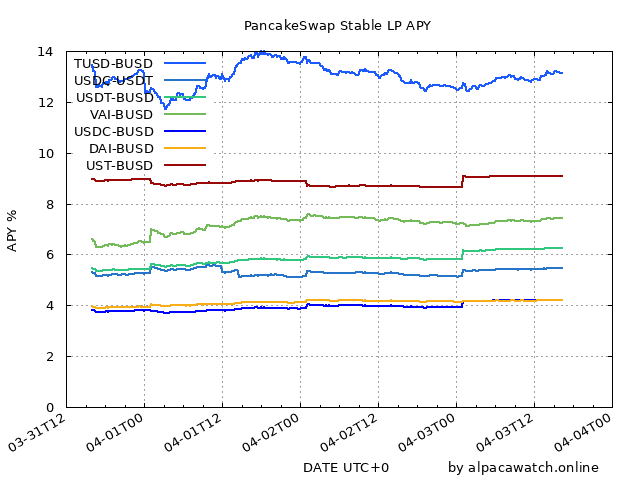 PancakeSwap Stable LP APY
14
12
10
8
6
4
2
0
APY %
TUSD-BUSD
USDC-USDT
USDT-BUSD
VAI-BUSD
USDC-BUSD
DAI-BUSD
UST-BUSD
03-31T12
04-01T00
04-01T12
04-02T00
04-02T12
04-03T00
04-03T12
04-04T00
DATE UTC+0
by alpacawatch.online